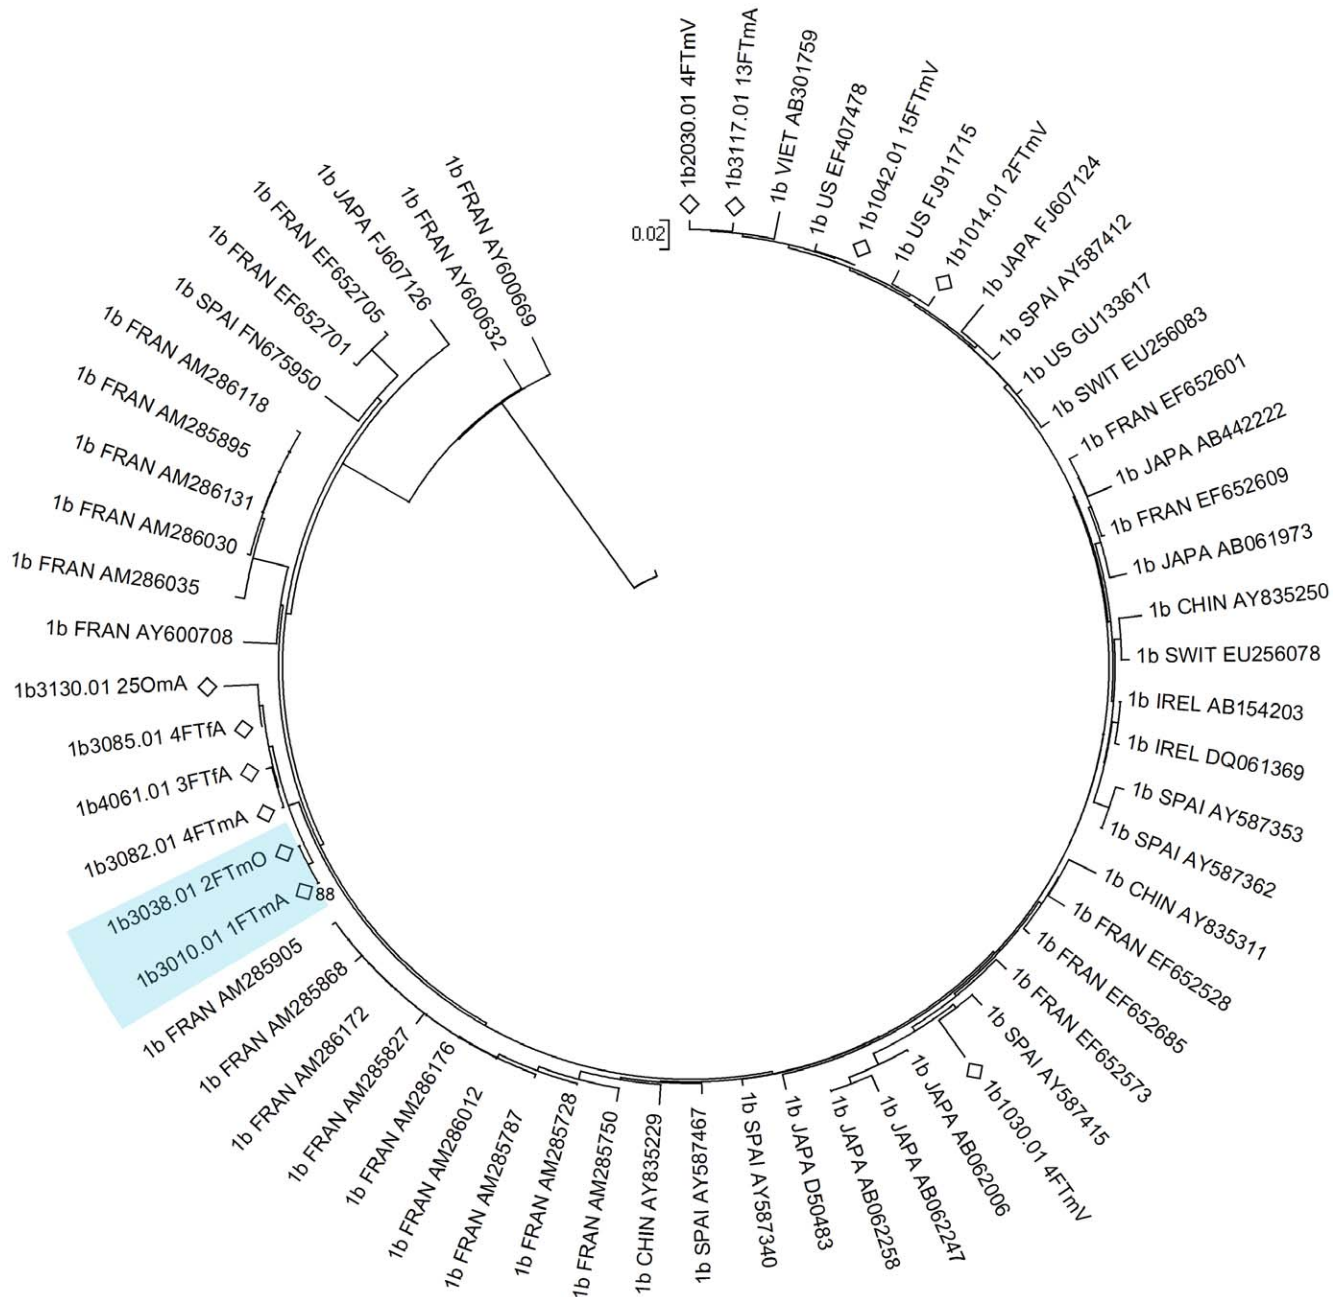 1b2030.01 4FTmV
1b3117.01 13FTmA
1b VIET AB301759
1b US EF407478
1b1042.01 15FTmV
1b US FJ911715
1b1014.01 2FTmV
1b JAPA FJ607124
1b SPAI AY587412
1b US GU133617
1b SWIT EU256083
1b FRAN EF652601
1b JAPA AB442222
1b FRAN EF652609
1b JAPA AB061973
1b CHIN AY835250
1b SWIT EU256078
1b IREL AB154203
1b IREL DQ061369
1b SPAI AY587353
1b SPAI AY587362
1b CHIN AY835311
1b FRAN EF652528
1b FRAN EF652685
1b FRAN EF652573
1b SPAI AY587415
1b1030.01 4FTmV
1b JAPA AB062006
1b JAPA AB062247
1b JAPA AB062258
1b JAPA D50483
1b SPAI AY587340
1b SPAI AY587467
1b CHIN AY835229
1b FRAN AM285750
1b FRAN AM285728
1b FRAN AM285787
1b FRAN AM286012
1b FRAN AM286176
1b FRAN AM285827
1b FRAN AM286172
1b FRAN AM285868
1b FRAN AM285905
1b3010.01 1FTmA
88
1b3038.01 2FTmO
1b3082.01 4FTmA
1b4061.01 3FTfA
1b3085.01 4FTfA
1b3130.01 25OmA
1b FRAN AY600708
1b FRAN AM286035
1b FRAN AM286030
1b FRAN AM286131
1b FRAN AM285895
1b FRAN AM286118
1b SPAI FN675950
1b FRAN EF652701
1b FRAN EF652705
1b JAPA FJ607126
1b FRAN AY600632
1b FRAN AY600669
0.02